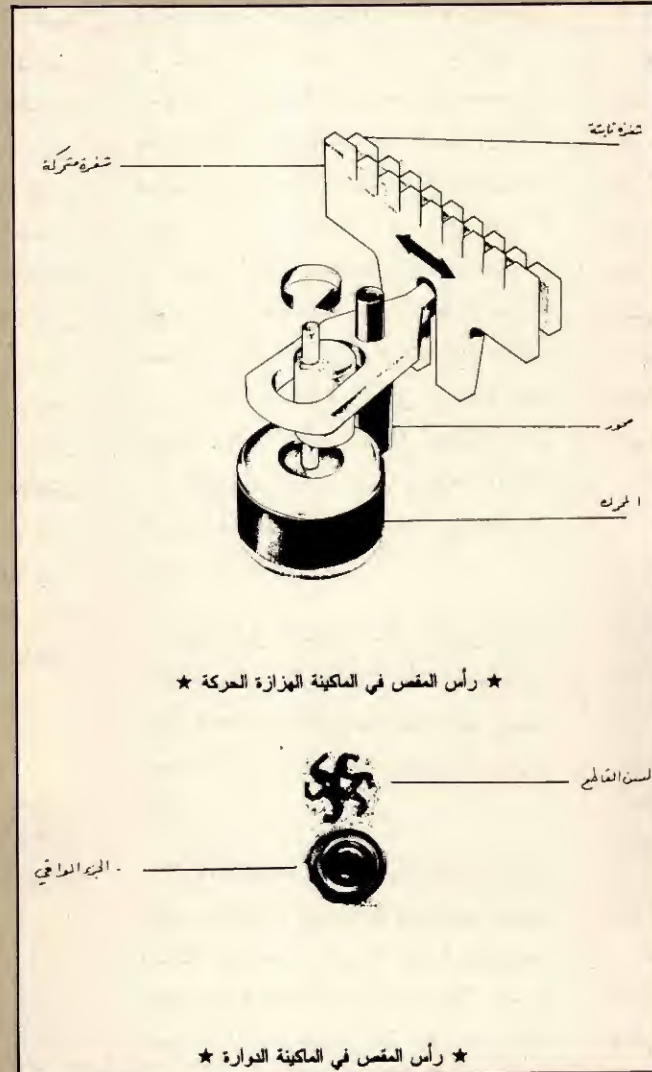 شفرة ثابتة
شفرة متحركة
محور
المحرك
★ رأس المقص في الماكينة الهزازة الحركة ★
السن القاطع
الجزء الواقي
★ رأس المقص في الماكينة الدوارة ★